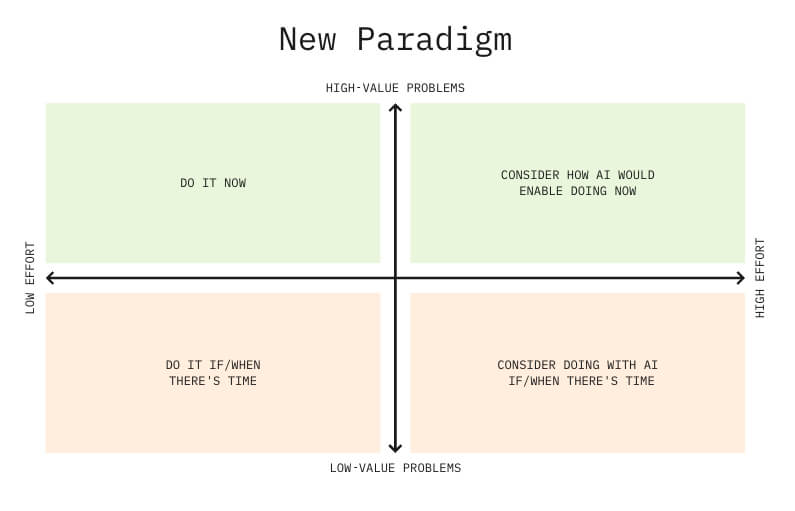 New Paradigm
HIGH-VALUE PROBLEMS
DO IT NOW
CONSIDER HOW AI WOULD
ENABLE DOING NOW
LOW EFFORT
HIGH EFFORT
DO IT IF/WHEN
THERE'S TIME
CONSIDER DOING WITH AI
IF/WHEN THERE'S TIME
LOW-VALUE PROBLEMS